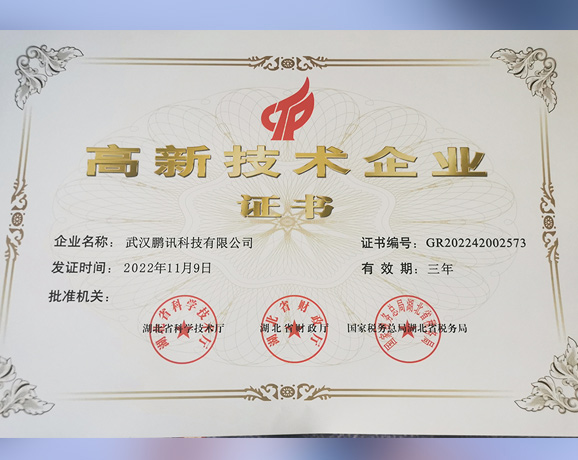 高新技术企业
证书
企业名称：武汉鹏讯科技有限公司 证书编号：GR202242002573
发证时间：2022年11月9日 有效期：三年
批准机关：
湖北省科学技术厅 湖北省财政厅 国家税务总局湖北省税务局